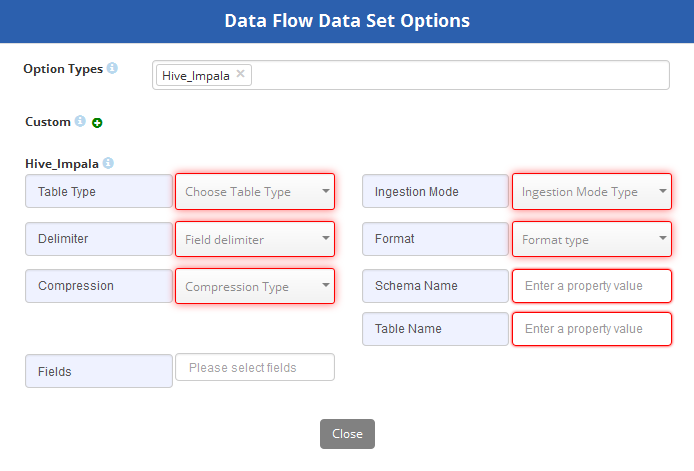 Data Flow Data Set Options
Option Types
Hive_Impala ×
Custom
Hive_Impala
Table Type Choose Table Type Ingestion Mode Ingestion Mode Type
Delimiter Field delimiter Format Format type
Compression Compression Type Schema Name Enter a property value
Table Name Enter a property value
Fields Please select fields
Close